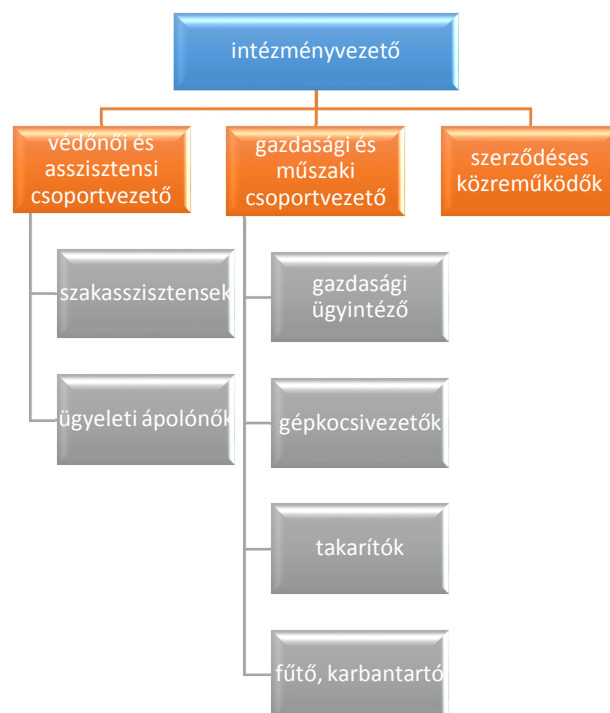 intézményvezető
védőnői és
asszisztensi
csoportvezető
gazdasági és
műszaki
csoportvezető
szerződéses
közreműködők
szakasszisztensek
ügyeleti ápolónők
gazdasági
ügyintéző
gépkocsivezetők
takarítók
fűtő, karbantartó